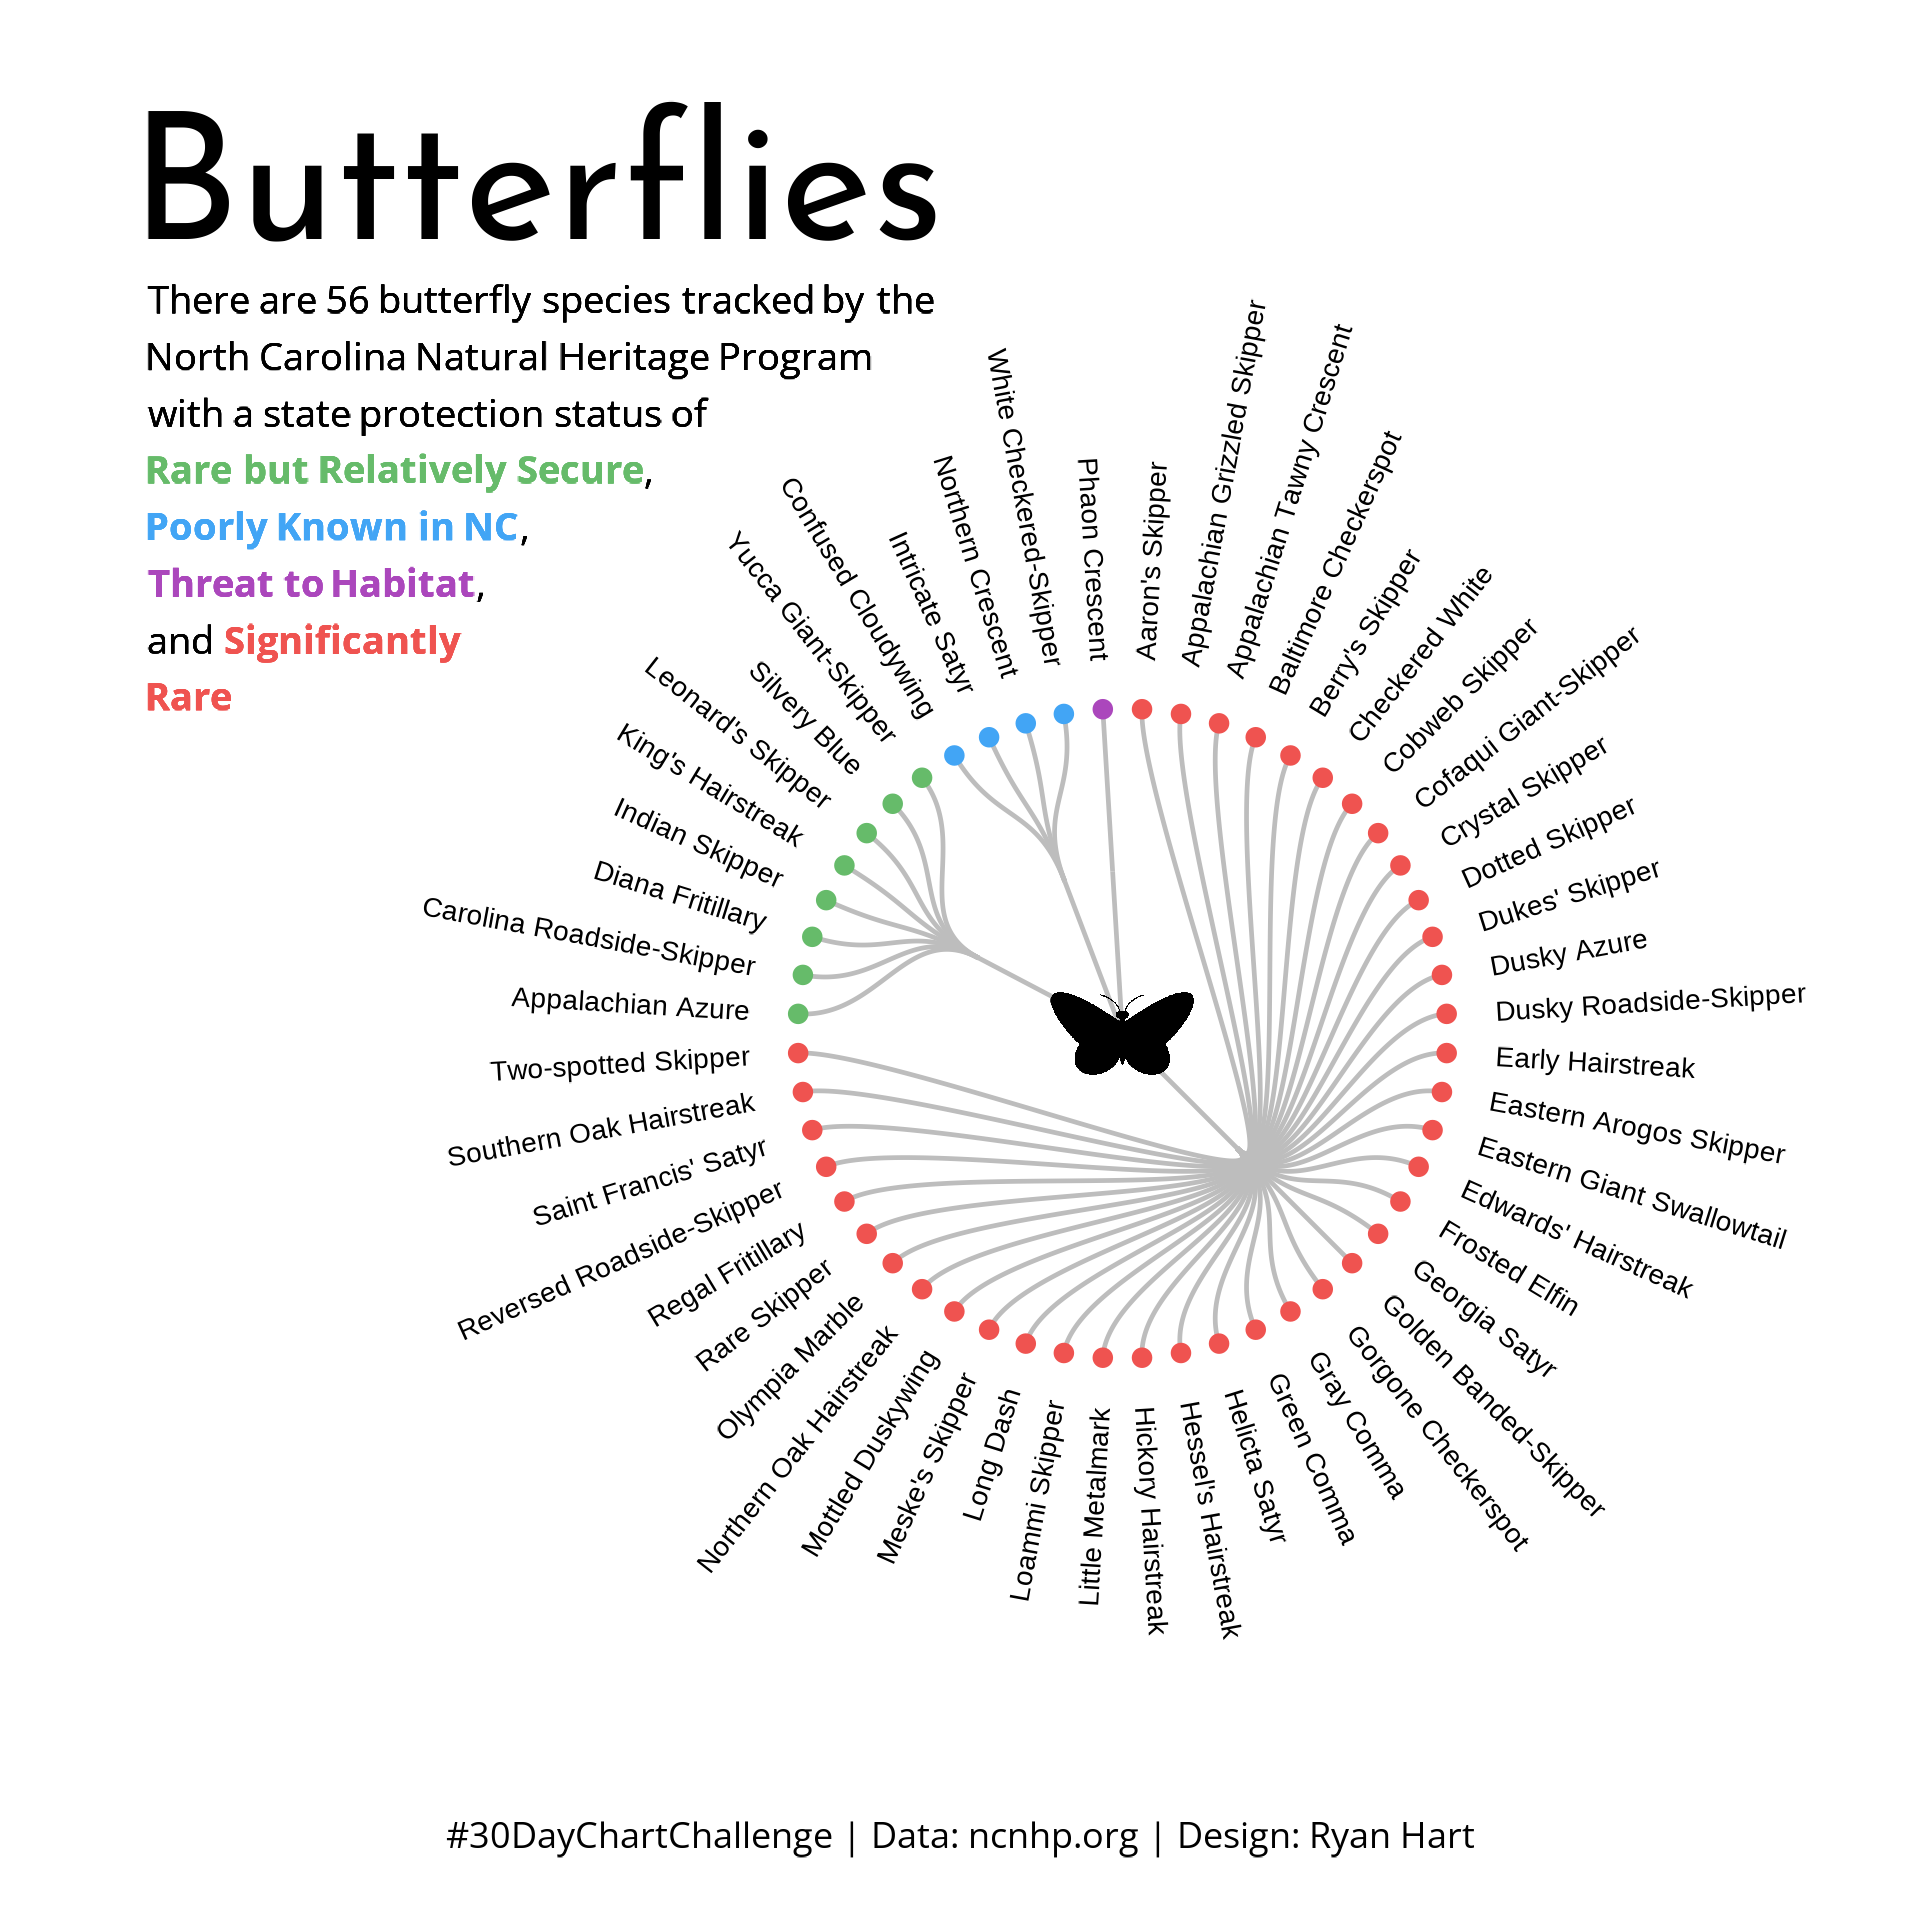 Butterflies
There are 56 butterfly species tracked by the
North Carolina Natural Heritage Program
with a state protection status of
Rare but Relatively Secure,
Poorly Known in NC,
Threat to Habitat,
and Significantly
Rare
Aaron's Skipper
Appalachian Grizzled Skipper
Appalachian Tawny Crescent
Baltimore Checkerspot
Berry's Skipper
Checkered White
Cobweb Skipper
Cofaqui Giant-Skipper
Crystal Skipper
Dotted Skipper
Dukes' Skipper
Dusky Azure
Dusky Roadside-Skipper
Early Hairstreak
Eastern Arogos Skipper
Eastern Giant Swallowtail
Edwards' Hairstreak
Frosted Elfin
Georgia Satyr
Golden Banded-Skipper
Gorgone Checkerspot
Gray Comma
Green Comma
Helicta Satyr
Hessel's Hairstreak
Hickory Hairstreak
Little Metalmark
Loammi Skipper
Long Dash
Meske's Skipper
Mottled Duskywing
Northern Oak Hairstreak
Olympia Marble
Rare Skipper
Regal Fritillary
Reversed Roadside-Skipper
Saint Francis' Satyr
Southern Oak Hairstreak
Two-spotted Skipper
Appalachian Azure
Carolina Roadside-Skipper
Diana Fritillary
Indian Skipper
King's Hairstreak
Leonard's Skipper
Silvery Blue
Yucca Giant-Skipper
Confused Cloudywing
Intricate Satyr
Northern Crescent
White Checkered-Skipper
Phaon Crescent
#30DayChartChallenge | Data: ncnhp.org | Design: Ryan Hart